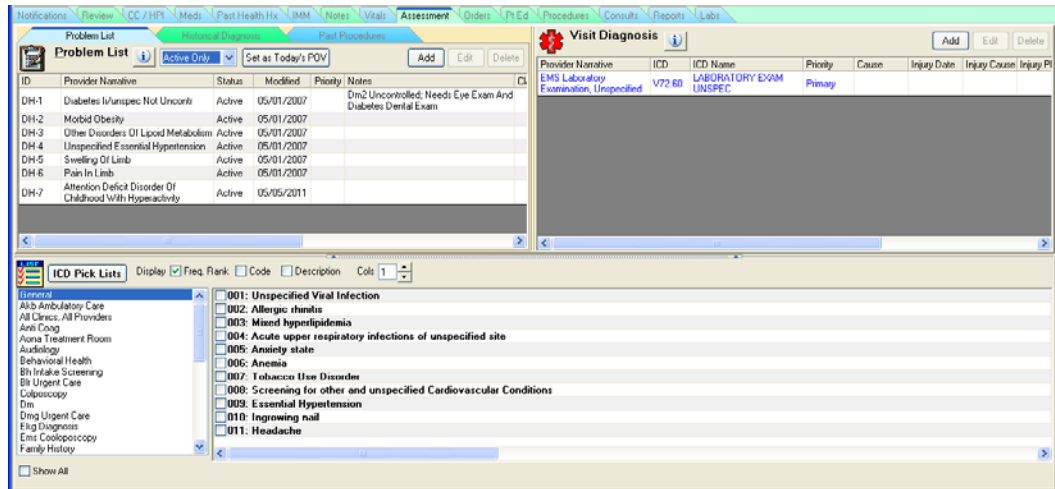 Notifications Review CC / HPI Meds Past Health Hx IMM Notes Vitals Assessment Orders Pt Ed Procedures Consults Reports Labs
Problem List Historical Diagnosis Past Procedures
Problem List Active Only Set as Today's POV Add Edit Delete
ID Provider Narrative Status Modified Priority Notes
DH-1 Diabetes Ii/unspec Not Uncontr Active 05/01/2007 Dm2 Uncontrolled; Needs Eye Exam And
Diabetes Dental Exam
DH-2 Morbid Obesity Active 05/01/2007
DH-3 Other Disorders Of Lipoid Metabolism Active 05/01/2007
DH-4 Unspecified Essential Hypertension Active 05/01/2007
DH-5 Swelling Of Limb Active 05/01/2007
DH-6 Pain In Limb Active 05/01/2007
DH-7 Attention Deficit Disorder Of
Childhood With Hyperactivity Active 05/05/2011
Visit Diagnosis Add Edit Delete
Provider Narrative ICD ICD Name Priority Cause Injury Date Injury Cause Injury Pl
EMS Laboratory
Examination, Unspecified V72.60 LABORATORY EXAM
UNSPEC Primary
LIST ICD Pick Lists Display Freq. Rank Code Description Cols 1
General
Akb Ambulatory Care
All Clinics, All Providers
Anti Coag
Aona Treatment Room
Audiology
Behavioral Health
Bh Intake Screening
Blr Urgent Care
Colposcopy
Dm
Dmg Urgent Care
Ekg Diagnosis
Ems Cooloposcopy
Family History
001: Unspecified Viral Infection
002: Allergic rhinitis
003: Mixed hyperlipidemia
004: Acute upper respiratory infections of unspecified site
005: Anxiety state
006: Anemia
007: Tobacco Use Disorder
008: Screening for other and unspecified Cardiovascular Conditions
009: Essential Hypertension
010: Ingrowing nail
011: Headache
Show All